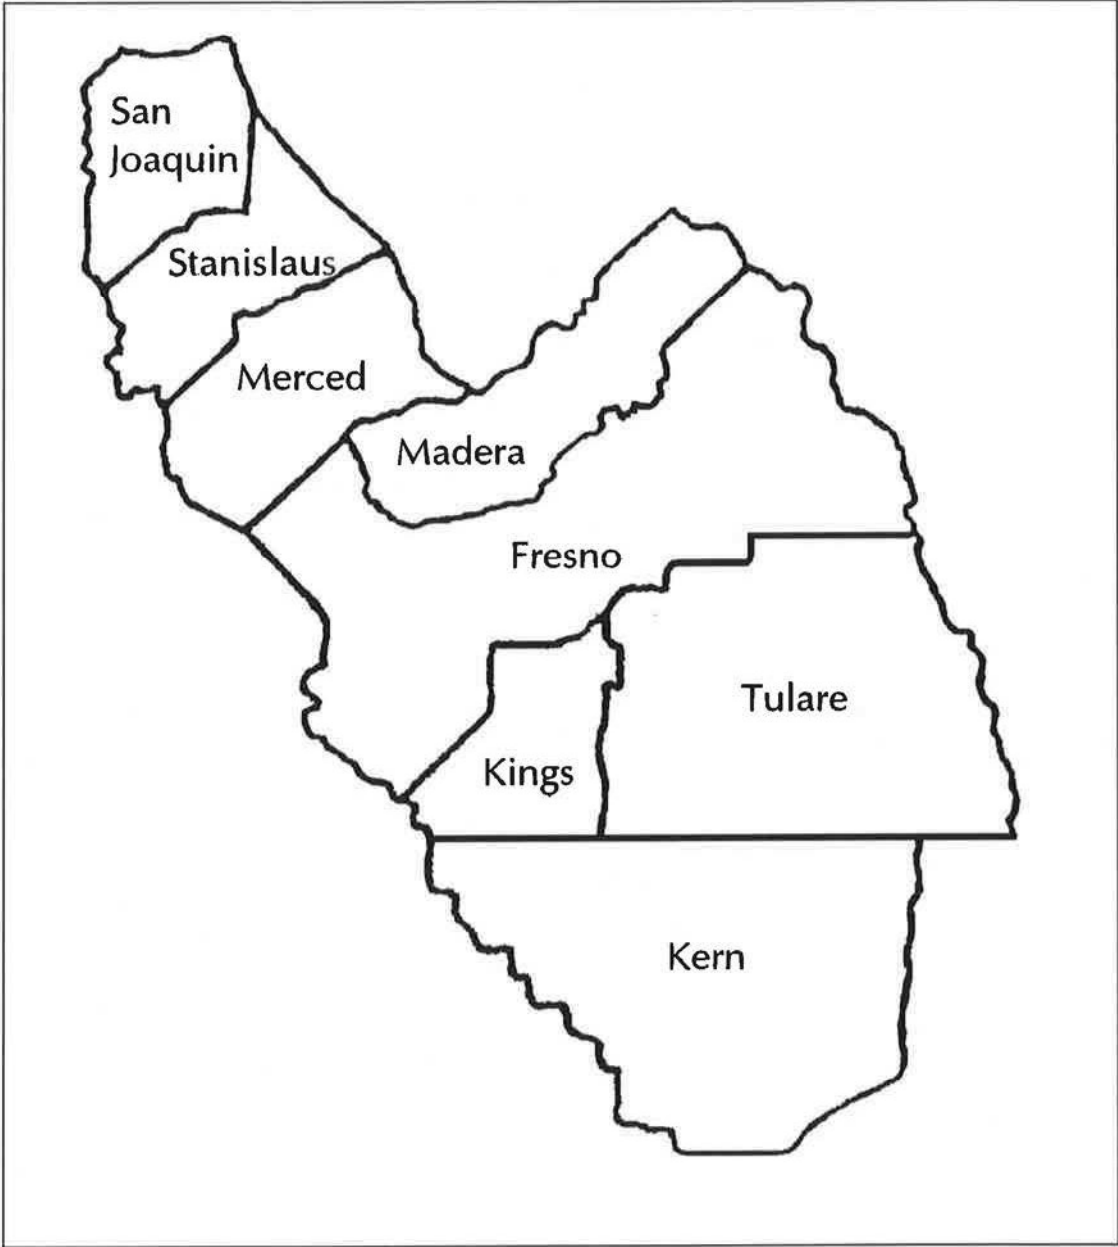 San
Joaquin
Stanislaus
Merced
Madera
Fresno
Tulare
Kings
Kern